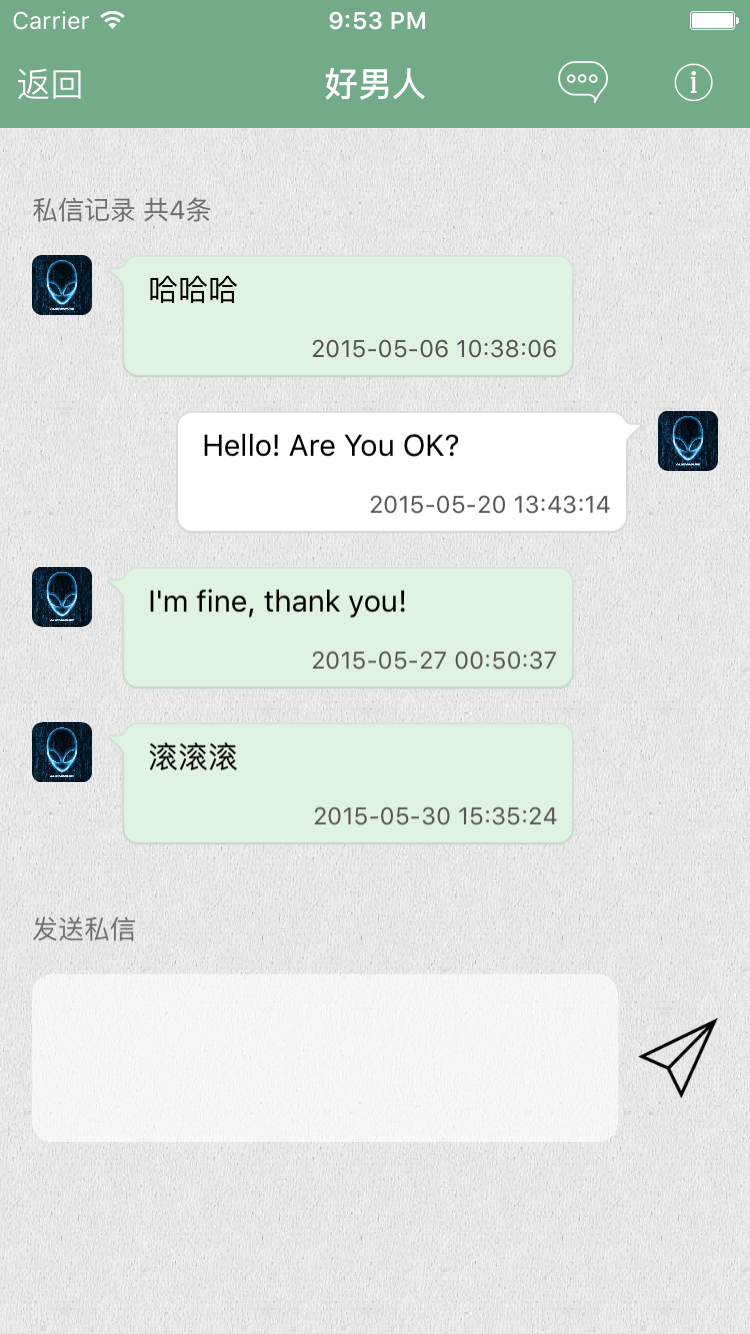 Carrier 9:53 PM
返回 好男人
私信记录 共4条
哈哈哈
2015-05-06 10:38:06
Hello! Are You OK?
2015-05-20 13:43:14
I'm fine, thank you!
2015-05-27 00:50:37
滚滚滚
2015-05-30 15:35:24
发送私信